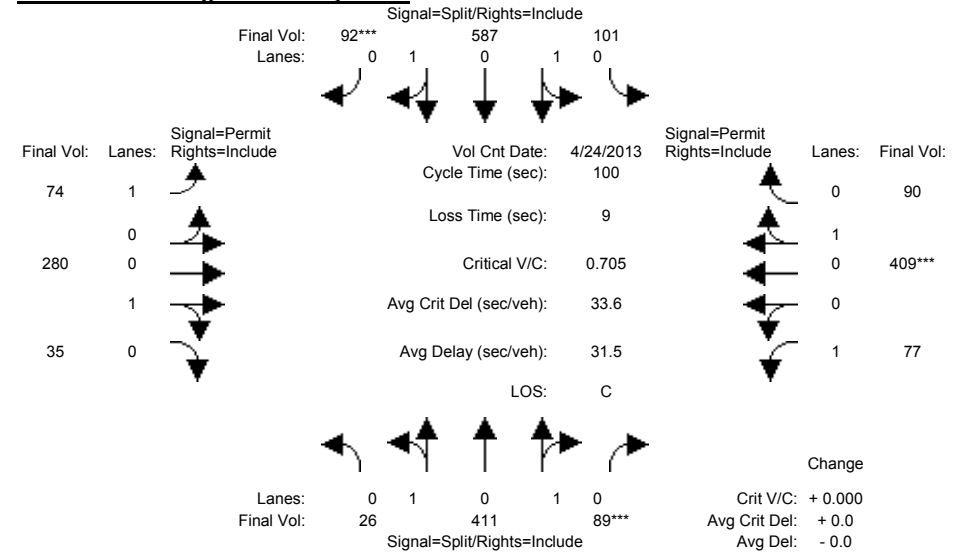 Signal=Split/Rights=Include
Final Vol: 92*** 587 101
Lanes: 0 1 0 1 0
Signal=Permit Signal=Permit
Final Vol: Lanes: Rights=Include Vol Cnt Date: 4/24/2013 Rights=Include Lanes: Final Vol:
Cycle Time (sec): 100
74 1 0 90
Loss Time (sec): 9
0 1
280 0 Critical V/C: 0.705 0 409***
1 Avg Crit Del (sec/veh): 33.6 0
35 0 Avg Delay (sec/veh): 31.5 1 77
LOS: C
Change
Lanes: 0 1 0 1 0 Crit V/C: + 0.000
Final Vol: 26 411 89*** Avg Crit Del: + 0.0
Signal=Split/Rights=Include Avg Del: - 0.0